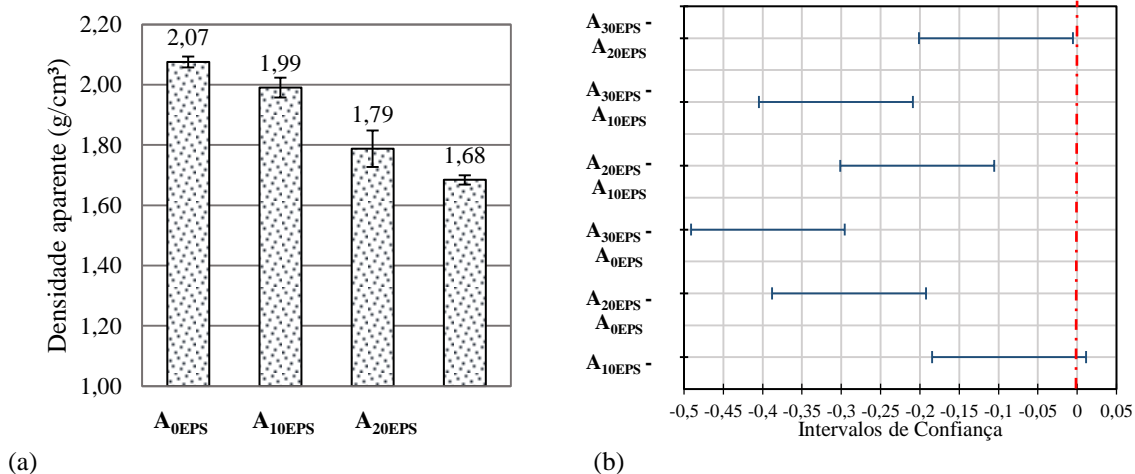 2,20
2,00
1,80
1,60
1,40
1,20
1,00
Densidade aparente (g/cm³)
2,07
1,99
1,79
1,68
A0EPS A10EPS A20EPS
(a)
A30EPS -
A20EPS
A30EPS -
A10EPS
A20EPS -
A10EPS
A30EPS -
A0EPS
A20EPS -
A0EPS
A10EPS -
-0,5 -0,45 -0,4 -0,35 -0,3 -0,25 -0,2 -0,15 -0,1 -0,05 0 0,05
Intervalos de Confiança
(b)